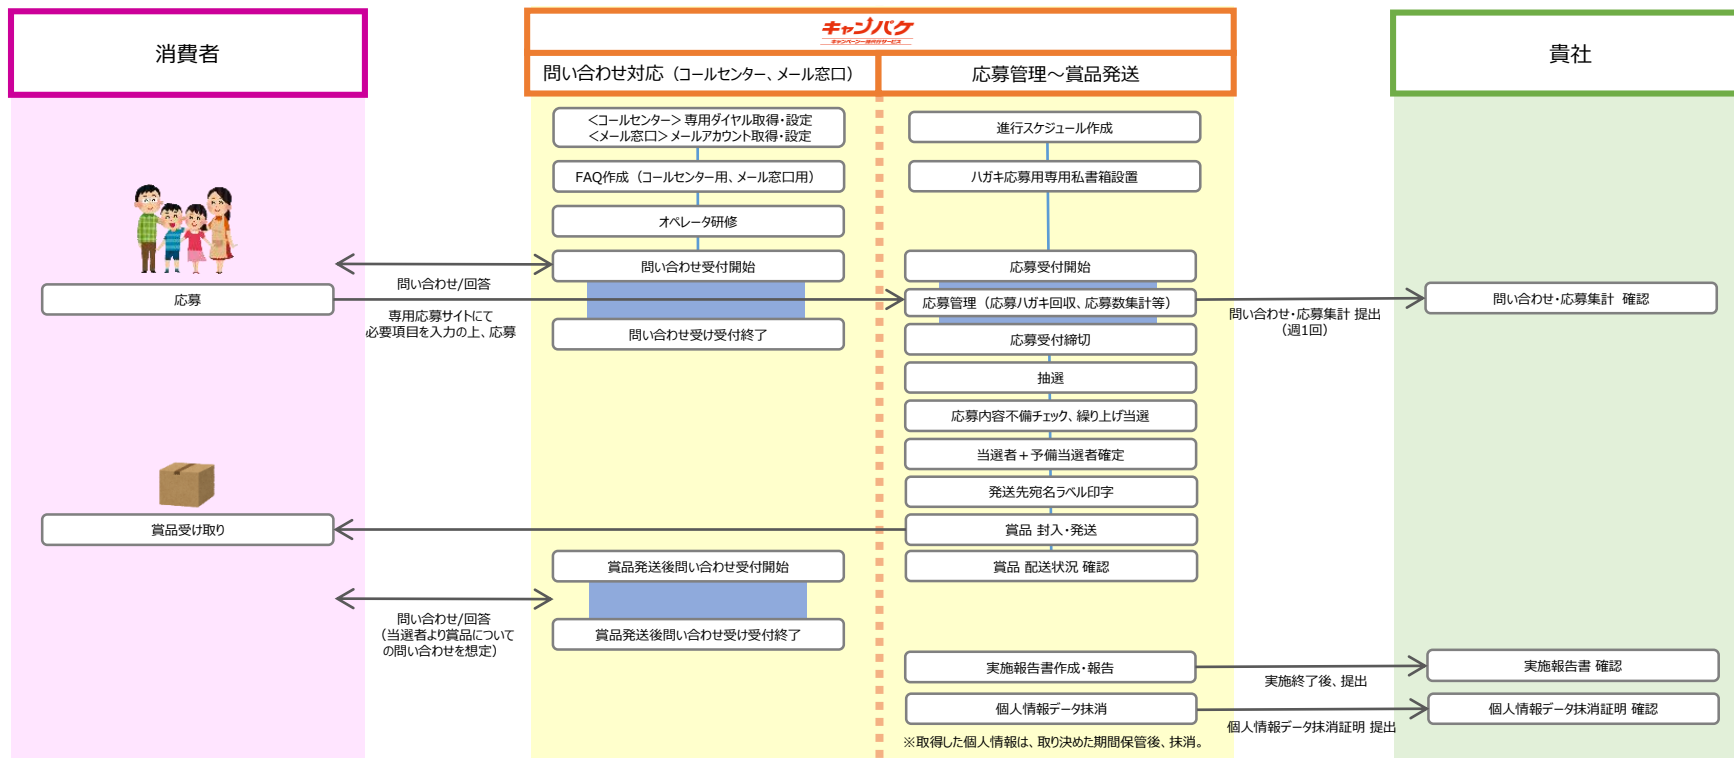 消費者
キャンパケ
キャンペーン事務局代行サービス
問い合わせ対応（コールセンター、メール窓口）
応募管理～賞品発送
貴社
＜コールセンター＞専用ダイヤル取得・設定
＜メール窓口＞メールアカウント取得・設定
FAQ作成（コールセンター用、メール窓口用）
オペレータ研修
問い合わせ受付開始
問い合わせ受け受付終了
進行スケジュール作成
ハガキ応募用専用私書箱設置
応募受付開始
応募管理（応募ハガキ回収、応募数集計等）
応募受付締切
抽選
応募内容不備チェック、繰り上げ当選
当選者＋予備当選者確定
発送先宛名ラベル印字
賞品 封入・発送
賞品 配送状況 確認
問い合わせ/回答
応募
専用応募サイトにて
必要項目を入力の上、応募
問い合わせ・応募集計 提出
（週1回）
問い合わせ・応募集計 確認
賞品受け取り
賞品発送後問い合わせ受付開始
賞品発送後問い合わせ受け受付終了
問い合わせ/回答
（当選者より賞品について
の問い合わせを想定）
実施報告書作成・報告
実施終了後、提出
実施報告書 確認
個人情報データ抹消
個人情報データ抹消証明 提出
個人情報データ抹消証明 確認
※取得した個人情報は、取り決めた期間保管後、抹消。